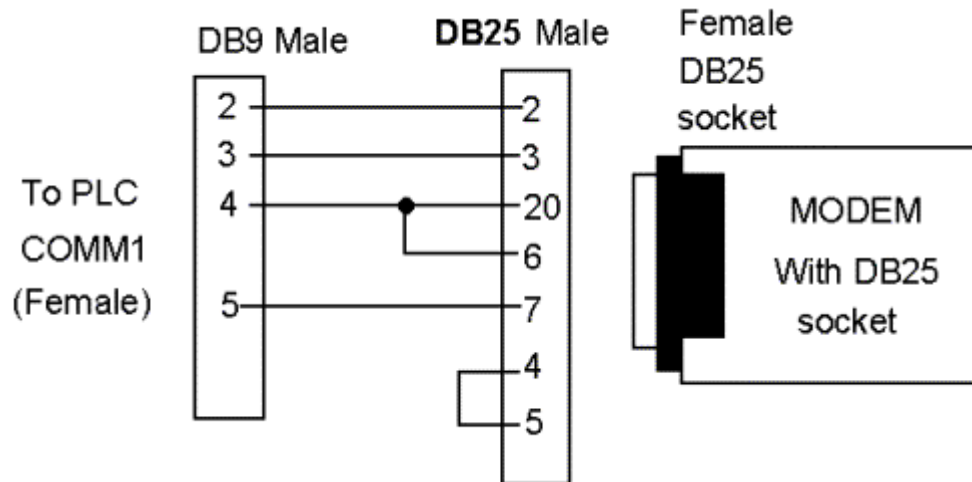 DB9 Male
DB25 Male
Female
DB25
socket
To PLC
COMM1
(Female)
2
3
4
5
2
3
20
6
7
4
5
MODEM
With DB25
socket